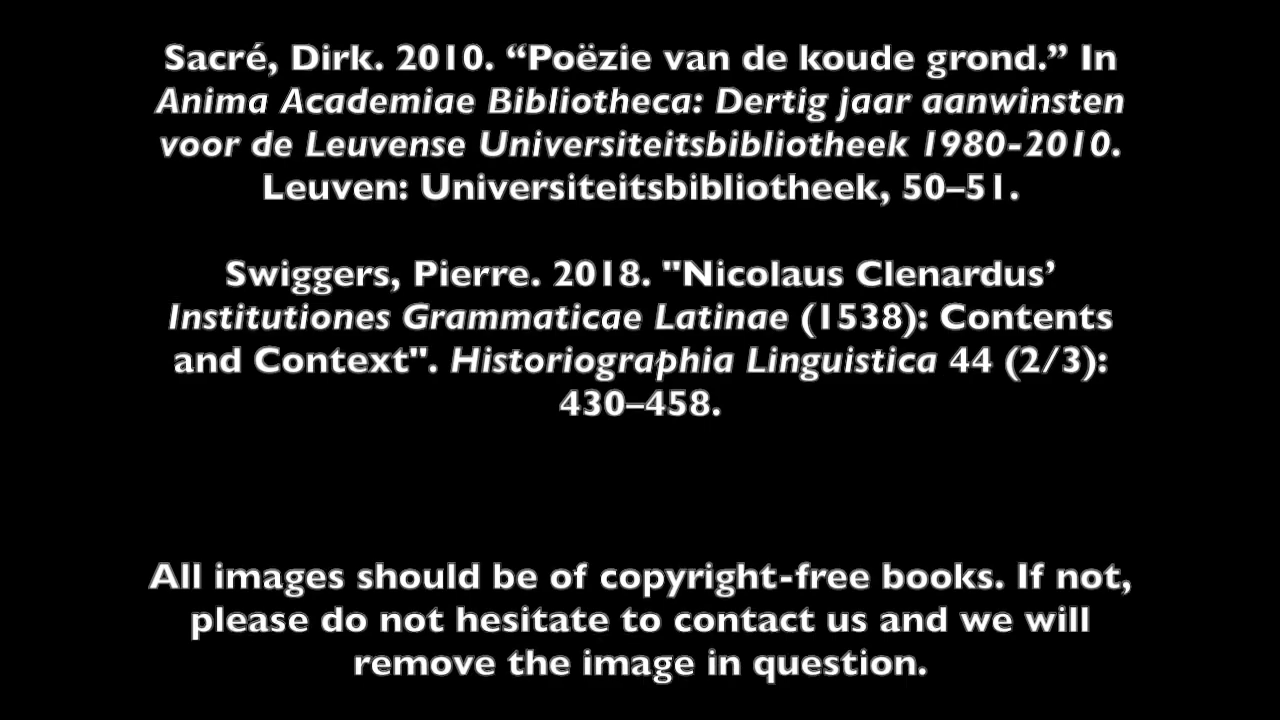 Sacré, Dirk. 2010. “Poëzie van de koude grond.” In
Anima Academiae Bibliotheca: Dertig jaar aanwinsten
voor de Leuvense Universiteitsbibliotheek 1980-2010.
Leuven: Universiteitsbibliotheek, 50–51.
Swiggers, Pierre. 2018. "Nicolaus Clenardus’
Institutiones Grammaticae Latinae (1538): Contents
and Context". Historiographia Linguistica 44 (2/3):
430–458.
All images should be of copyright-free books. If not,
please do not hesitate to contact us and we will
remove the image in question.